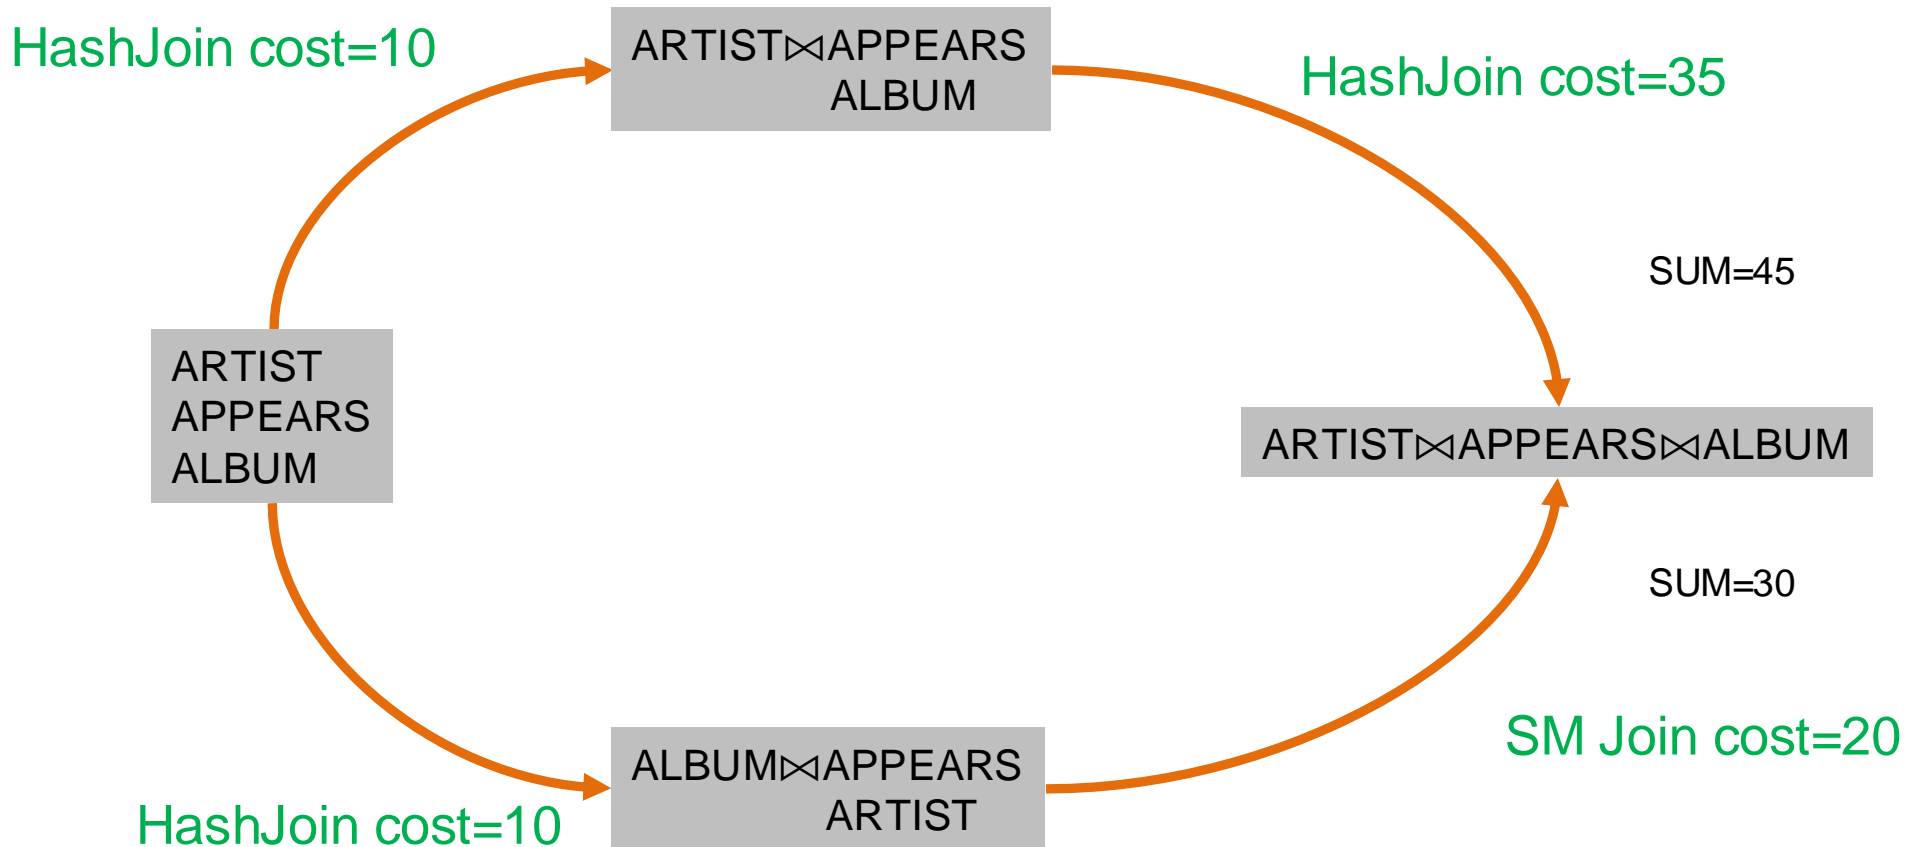 HashJoin cost=10
ARTIST⋈APPEARS
ALBUM
HashJoin cost=35
SUM=45
ARTIST
APPEARS
ALBUM
ARTIST⋈APPEARS⋈ALBUM
SUM=30
SM Join cost=20
ALBUM⋈APPEARS
ARTIST
HashJoin cost=10